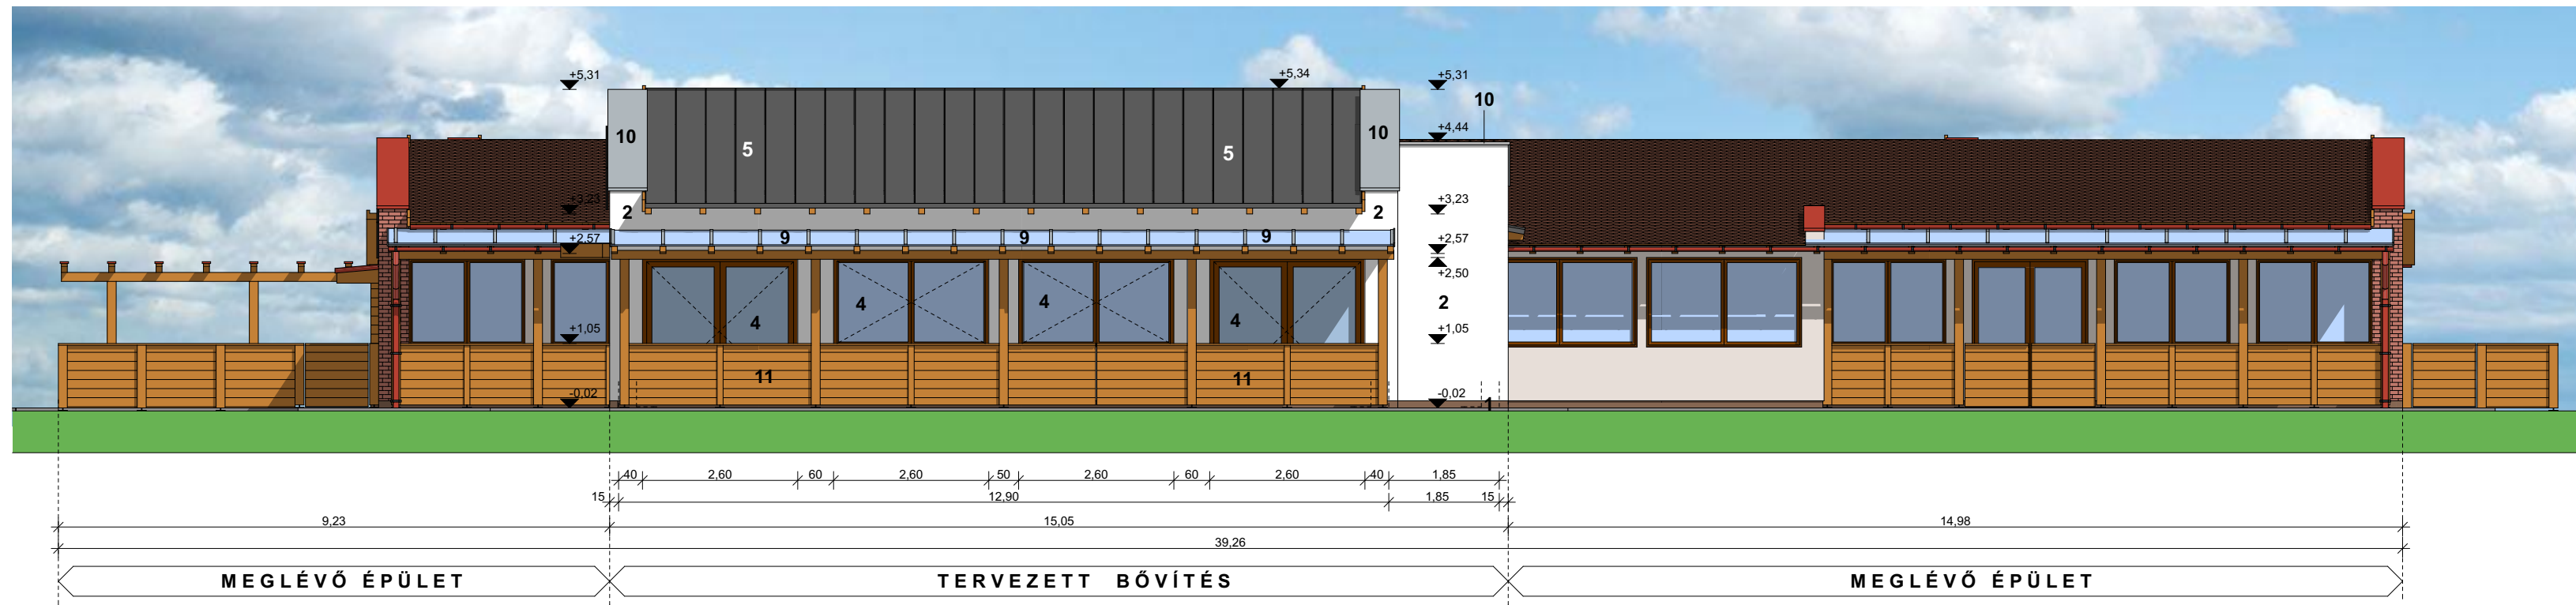 +5,31 +5,34 +5,31
10
+4,44
10 5 5 10
+3,23 +3,23
2 2
+2,57 9 9 9 +2,57
+2,50
4 4 2
4 4
+1,05 +1,05
11 11
-0,02 -0,02
1
40 2,60 60 2,60 50 2,60 60 2,60 40 1,85
15 12,90 1,85 15
9,23 15,05 14,98
39,26
MEGLÉVŐ ÉPÜLET TERVEZETT BŐVÍTÉS MEGLÉVŐ ÉPÜLET